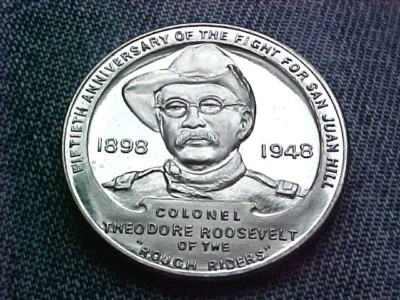 FIFTIETH ANNIVERSARY OF THE FIGHT FOR SAN JUAN HILL
1898 1948
COLONEL
THEODORE ROOSEVELT
OF THE
"ROUGH RIDERS"